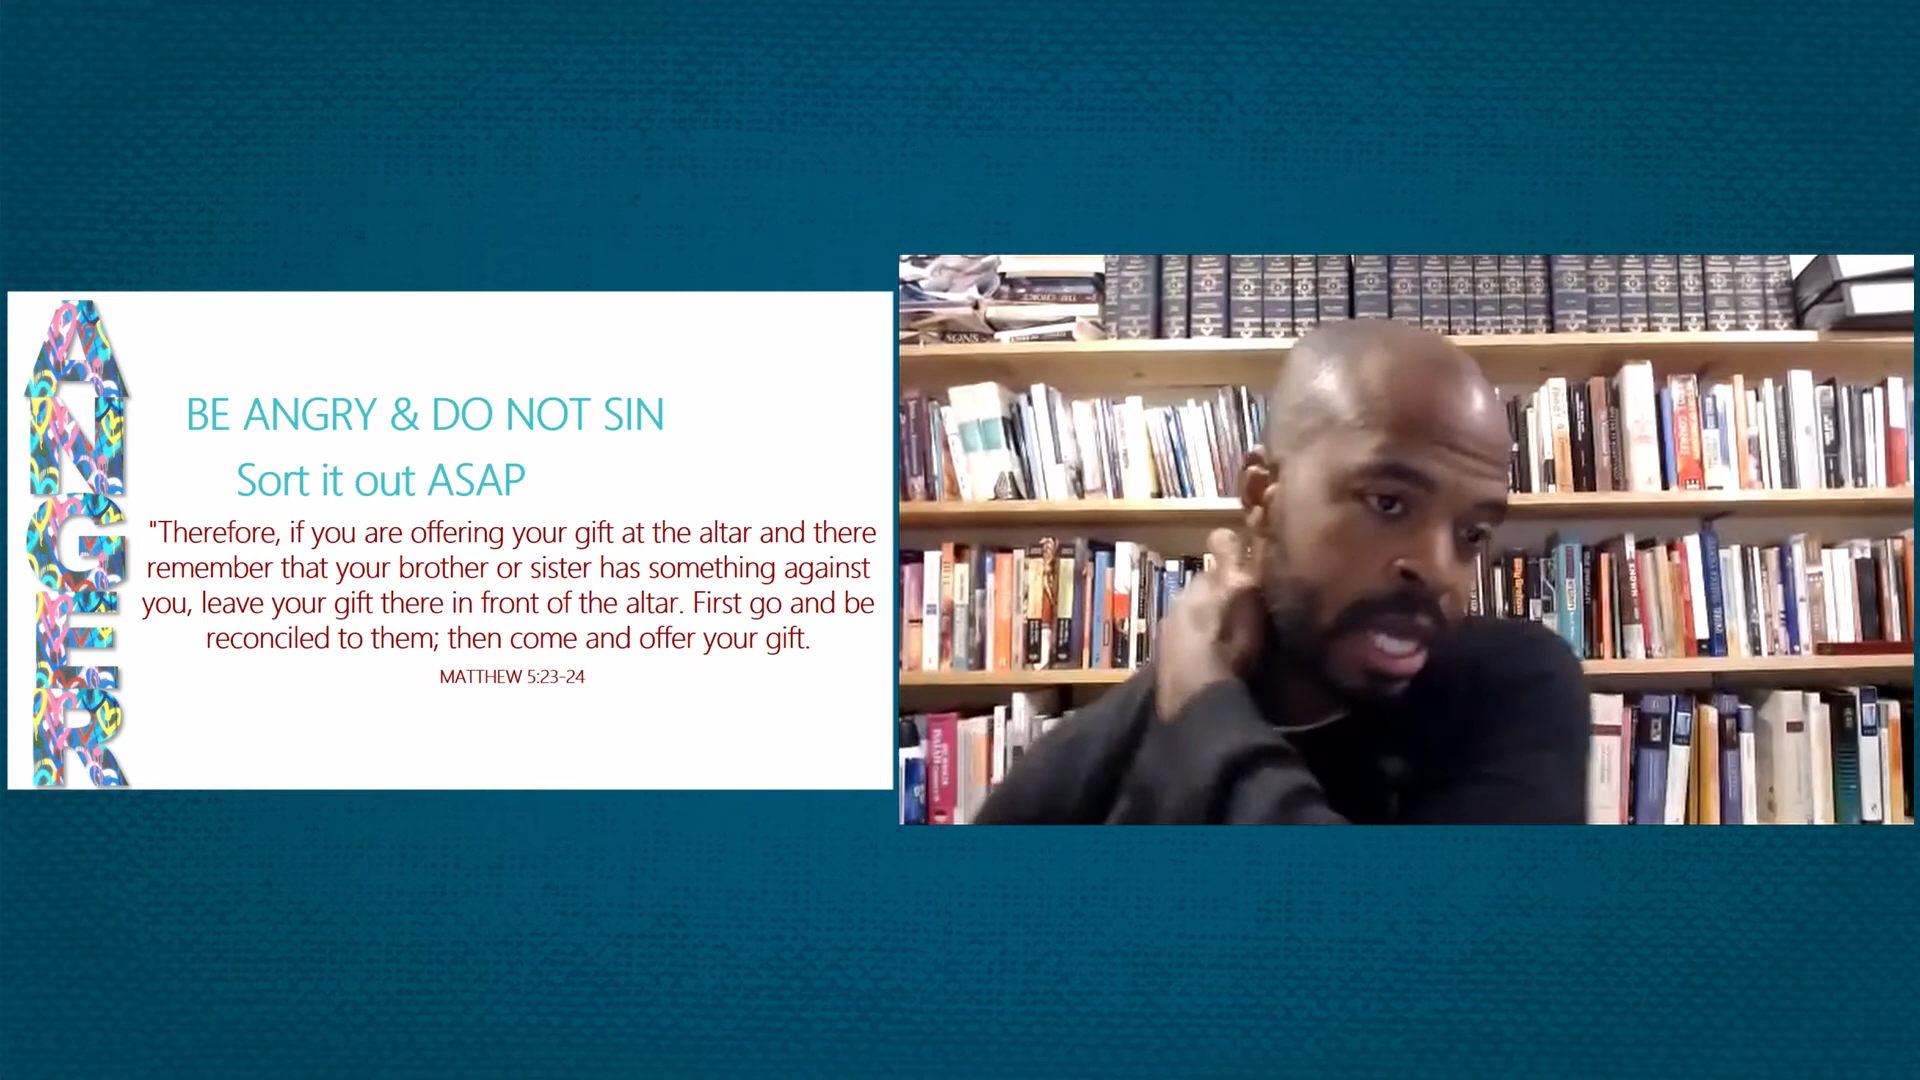 ANGER
BE ANGRY & DO NOT SIN
Sort it out ASAP
"Therefore, if you are offering your gift at the altar and there
remember that your brother or sister has something against
you, leave your gift there in front of the altar. First go and be
reconciled to them; then come and offer your gift.
MATTHEW 5:23-24